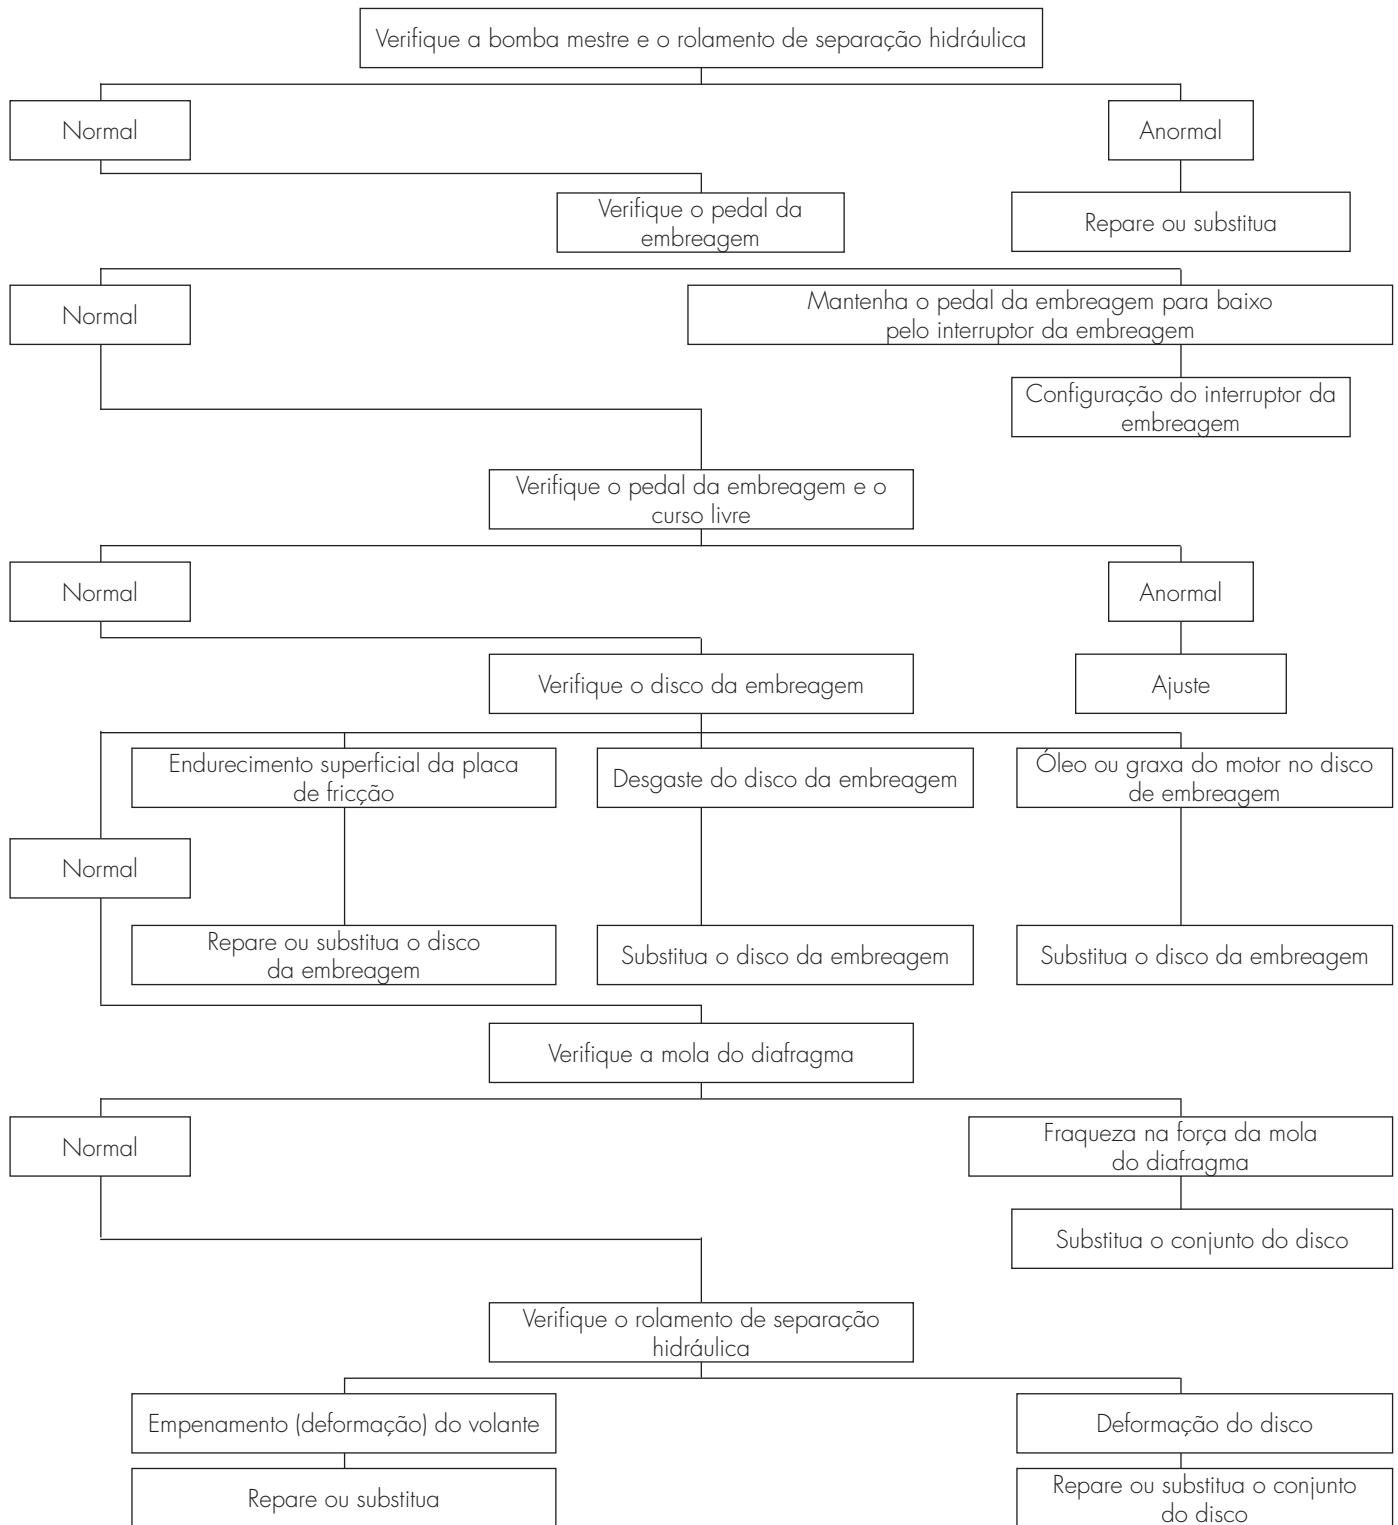 Verifique a bomba mestre e o rolamento de separação hidráulica
Normal
Anormal
Verifique o pedal da
embreagem
Repare ou substitua
Normal
Mantenha o pedal da embreagem para baixo
pelo interruptor da embreagem
Configuração do interruptor da
embreagem
Verifique o pedal da embreagem e o
curso livre
Normal
Anormal
Verifique o disco da embreagem
Ajuste
Endurecimento superficial da placa
de fricção
Desgaste do disco da embreagem
Óleo ou graxa do motor no disco
de embreagem
Normal
Repare ou substitua o disco
da embreagem
Substitua o disco da embreagem
Substitua o disco da embreagem
Verifique a mola do diafragma
Normal
Fraqueza na força da mola
do diafragma
Substitua o conjunto do disco
Verifique o rolamento de separação
hidráulica
Empenamento (deformação) do volante
Deformação do disco
Repare ou substitua
Repare ou substitua o conjunto
do disco